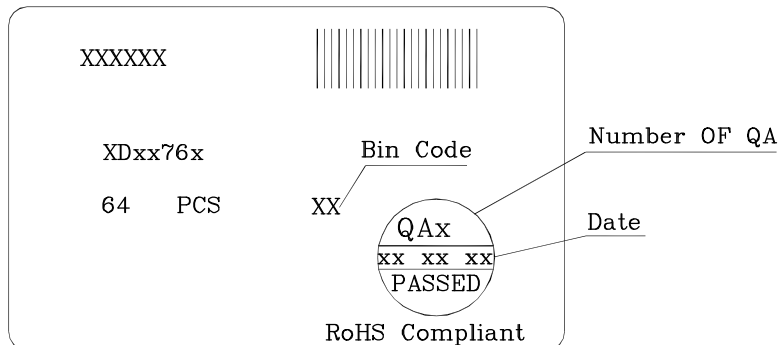 XXXXXX
XDxx76x
Bin Code
Number OF QA
64 PCS
XX
QAx
Date
xx xx xx
PASSED
RoHS Compliant